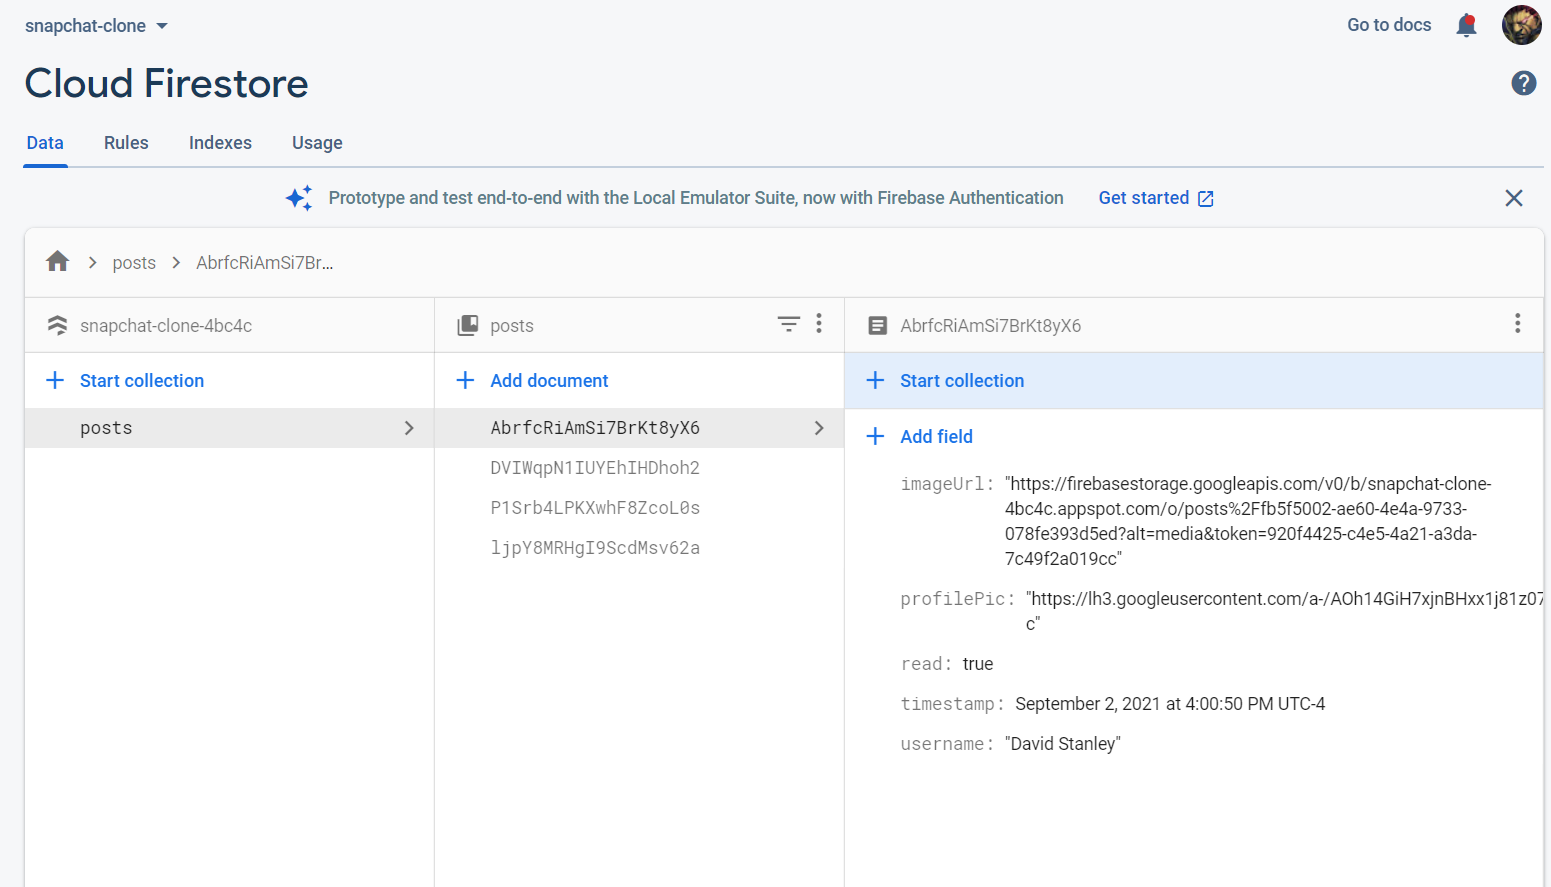 snapchat-clone
Go to docs
Cloud Firestore
?
Data Rules Indexes Usage
Prototype and test end-to-end with the Local Emulator Suite, now with Firebase Authentication Get started
posts AbrfcRiAmSi7Br...
snapchat-clone-4bc4c
+ Start collection
posts
posts
+ Add document
AbrfcRiAmSi7BrKt8yX6
DVIWqpN1IUYEhIHDhoh2
P1Srb4LPKXwhF8ZcoL0s
ljpY8MRHgI9ScdMsv62a
AbrfcRiAmSi7BrKt8yX6
+ Start collection
+ Add field
imageUrl: "https://firebasestorage.googleapis.com/v0/b/snapchat-clone-
4bc4c.appspot.com/o/posts%2Ffb5f5002-ae60-4e4a-9733-
078fe393d5ed?alt=media&token=920f4425-c4e5-4a21-a3da-
7c49f2a019cc"
profilePic: "https://lh3.googleusercontent.com/a-/AOh14GiH7xjnBHxx1j81z07
c"
read: true
timestamp: September 2, 2021 at 4:00:50 PM UTC-4
username: "David Stanley"